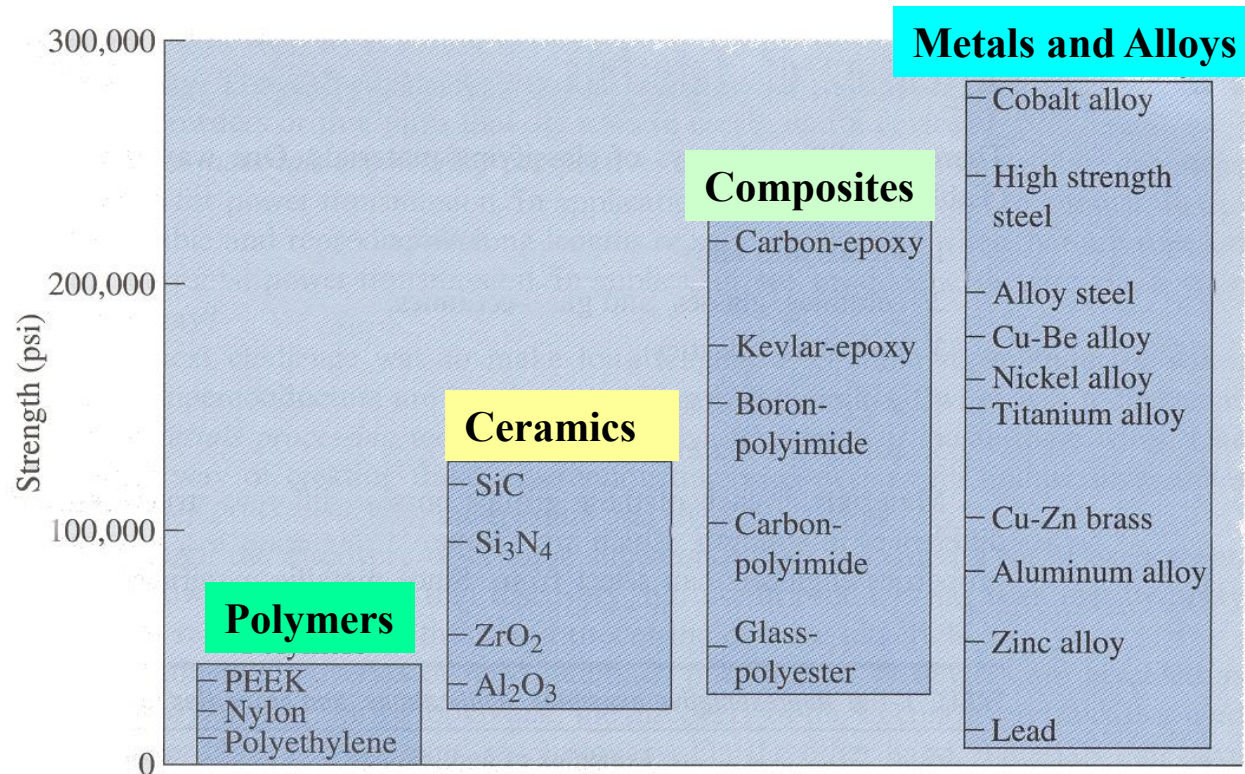 300,000
200,000
100,000
0
Strength (psi)
Polymers
PEEK
Nylon
Polyethylene
Ceramics
SiC
Si₃N₄
ZrO₂
Al₂O₃
Composites
Carbon-epoxy
Kevlar-epoxy
Boron-
polyimide
Carbon-
polyimide
Glass-
polyester
Metals and Alloys
Cobalt alloy
High strength
steel
Alloy steel
Cu-Be alloy
Nickel alloy
Titanium alloy
Cu-Zn brass
Aluminum alloy
Zinc alloy
Lead